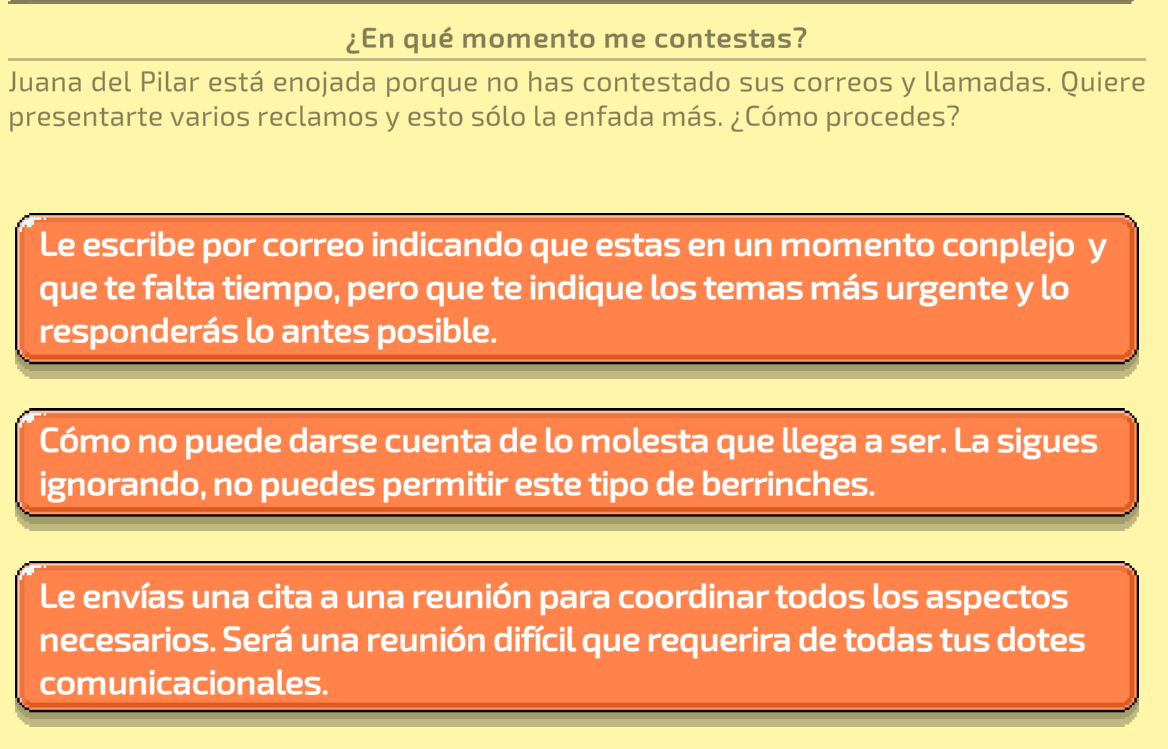 ¿En qué momento me contestas?
Juana del Pilar está enojada porque no has contestado sus correos y llamadas. Quiere
presentarte varios reclamos y esto sólo la enfada más. ¿Cómo procedes?
Le escribe por correo indicando que estas en un momento conplejo  y
que te falta tiempo, pero que te indique los temas más urgente y lo
responderás lo antes posible.
Cómo no puede darse cuenta de lo molesta que llega a ser. La sigues
ignorando, no puedes permitir este tipo de berrinches.
Le envías una cita a una reunión para coordinar todos los aspectos
necesarios. Será una reunión difícil que requerira de todas tus dotes
comunicacionales.